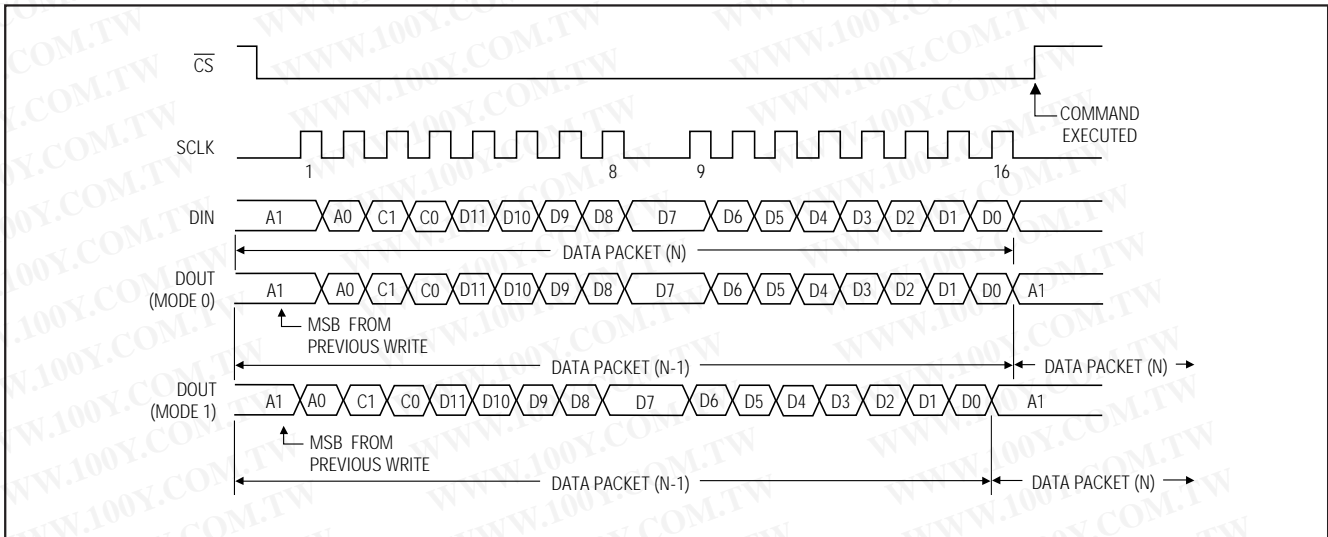 CS
COMMAND
EXECUTED
SCLK
1 8 9 16
DIN
A1 A0 C1 C0 D11 D10 D9 D8 D7 D6 D5 D4 D3 D2 D1 D0
DATA PACKET (N)
DOUT
(MODE 0)
A1 A0 C1 C0 D11 D10 D9 D8 D7 D6 D5 D4 D3 D2 D1 D0 A1
MSB FROM
PREVIOUS WRITE
DATA PACKET (N-1) DATA PACKET (N)
DOUT
(MODE 1)
A1 A0 C1 C0 D11 D10 D9 D8 D7 D6 D5 D4 D3 D2 D1 D0 A1
MSB FROM
PREVIOUS WRITE
DATA PACKET (N-1) DATA PACKET (N)
WWW.100Y.COM.TW